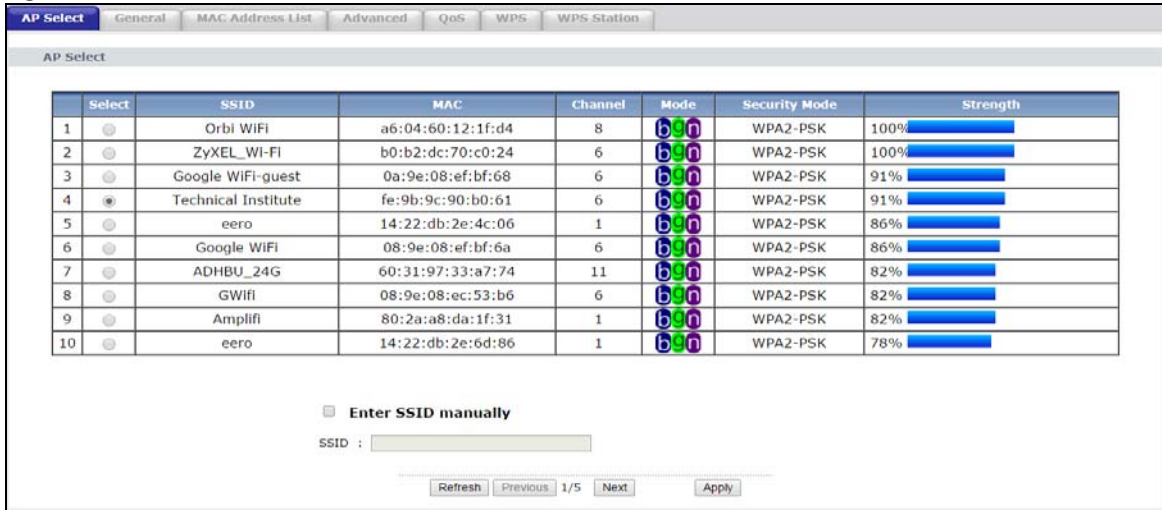 AP Select General MAC Address List Advanced QoS WPS WPS Station
AP Select
Select SSID MAC Channel Mode Security Mode Strength
1 Orbi WiFi a6:04:60:12:1f:d4 8 bgn WPA2-PSK 100%
2 ZyXEL_Wi-Fi b0:b2:dc:70:c0:24 6 bgn WPA2-PSK 100%
3 Google WiFi-guest 0a:9e:08:ef:bf:68 6 bgn WPA2-PSK 91%
4 Technical Institute fe:9b:9c:90:b0:61 6 bgn WPA2-PSK 91%
5 eero 14:22:db:2e:4c:06 1 bgn WPA2-PSK 86%
6 Google WiFi 08:9e:08:ef:bf:6a 6 bgn WPA2-PSK 86%
7 ADHBU_24G 60:31:97:33:a7:74 11 bgn WPA2-PSK 82%
8 GWifi 08:9e:08:ec:53:b6 6 bgn WPA2-PSK 82%
9 Amplifi 80:2a:a8:da:1f:31 1 bgn WPA2-PSK 82%
10 eero 14:22:db:2e:6d:86 1 bgn WPA2-PSK 78%
Enter SSID manually
SSID :
Refresh Previous 1/5 Next Apply